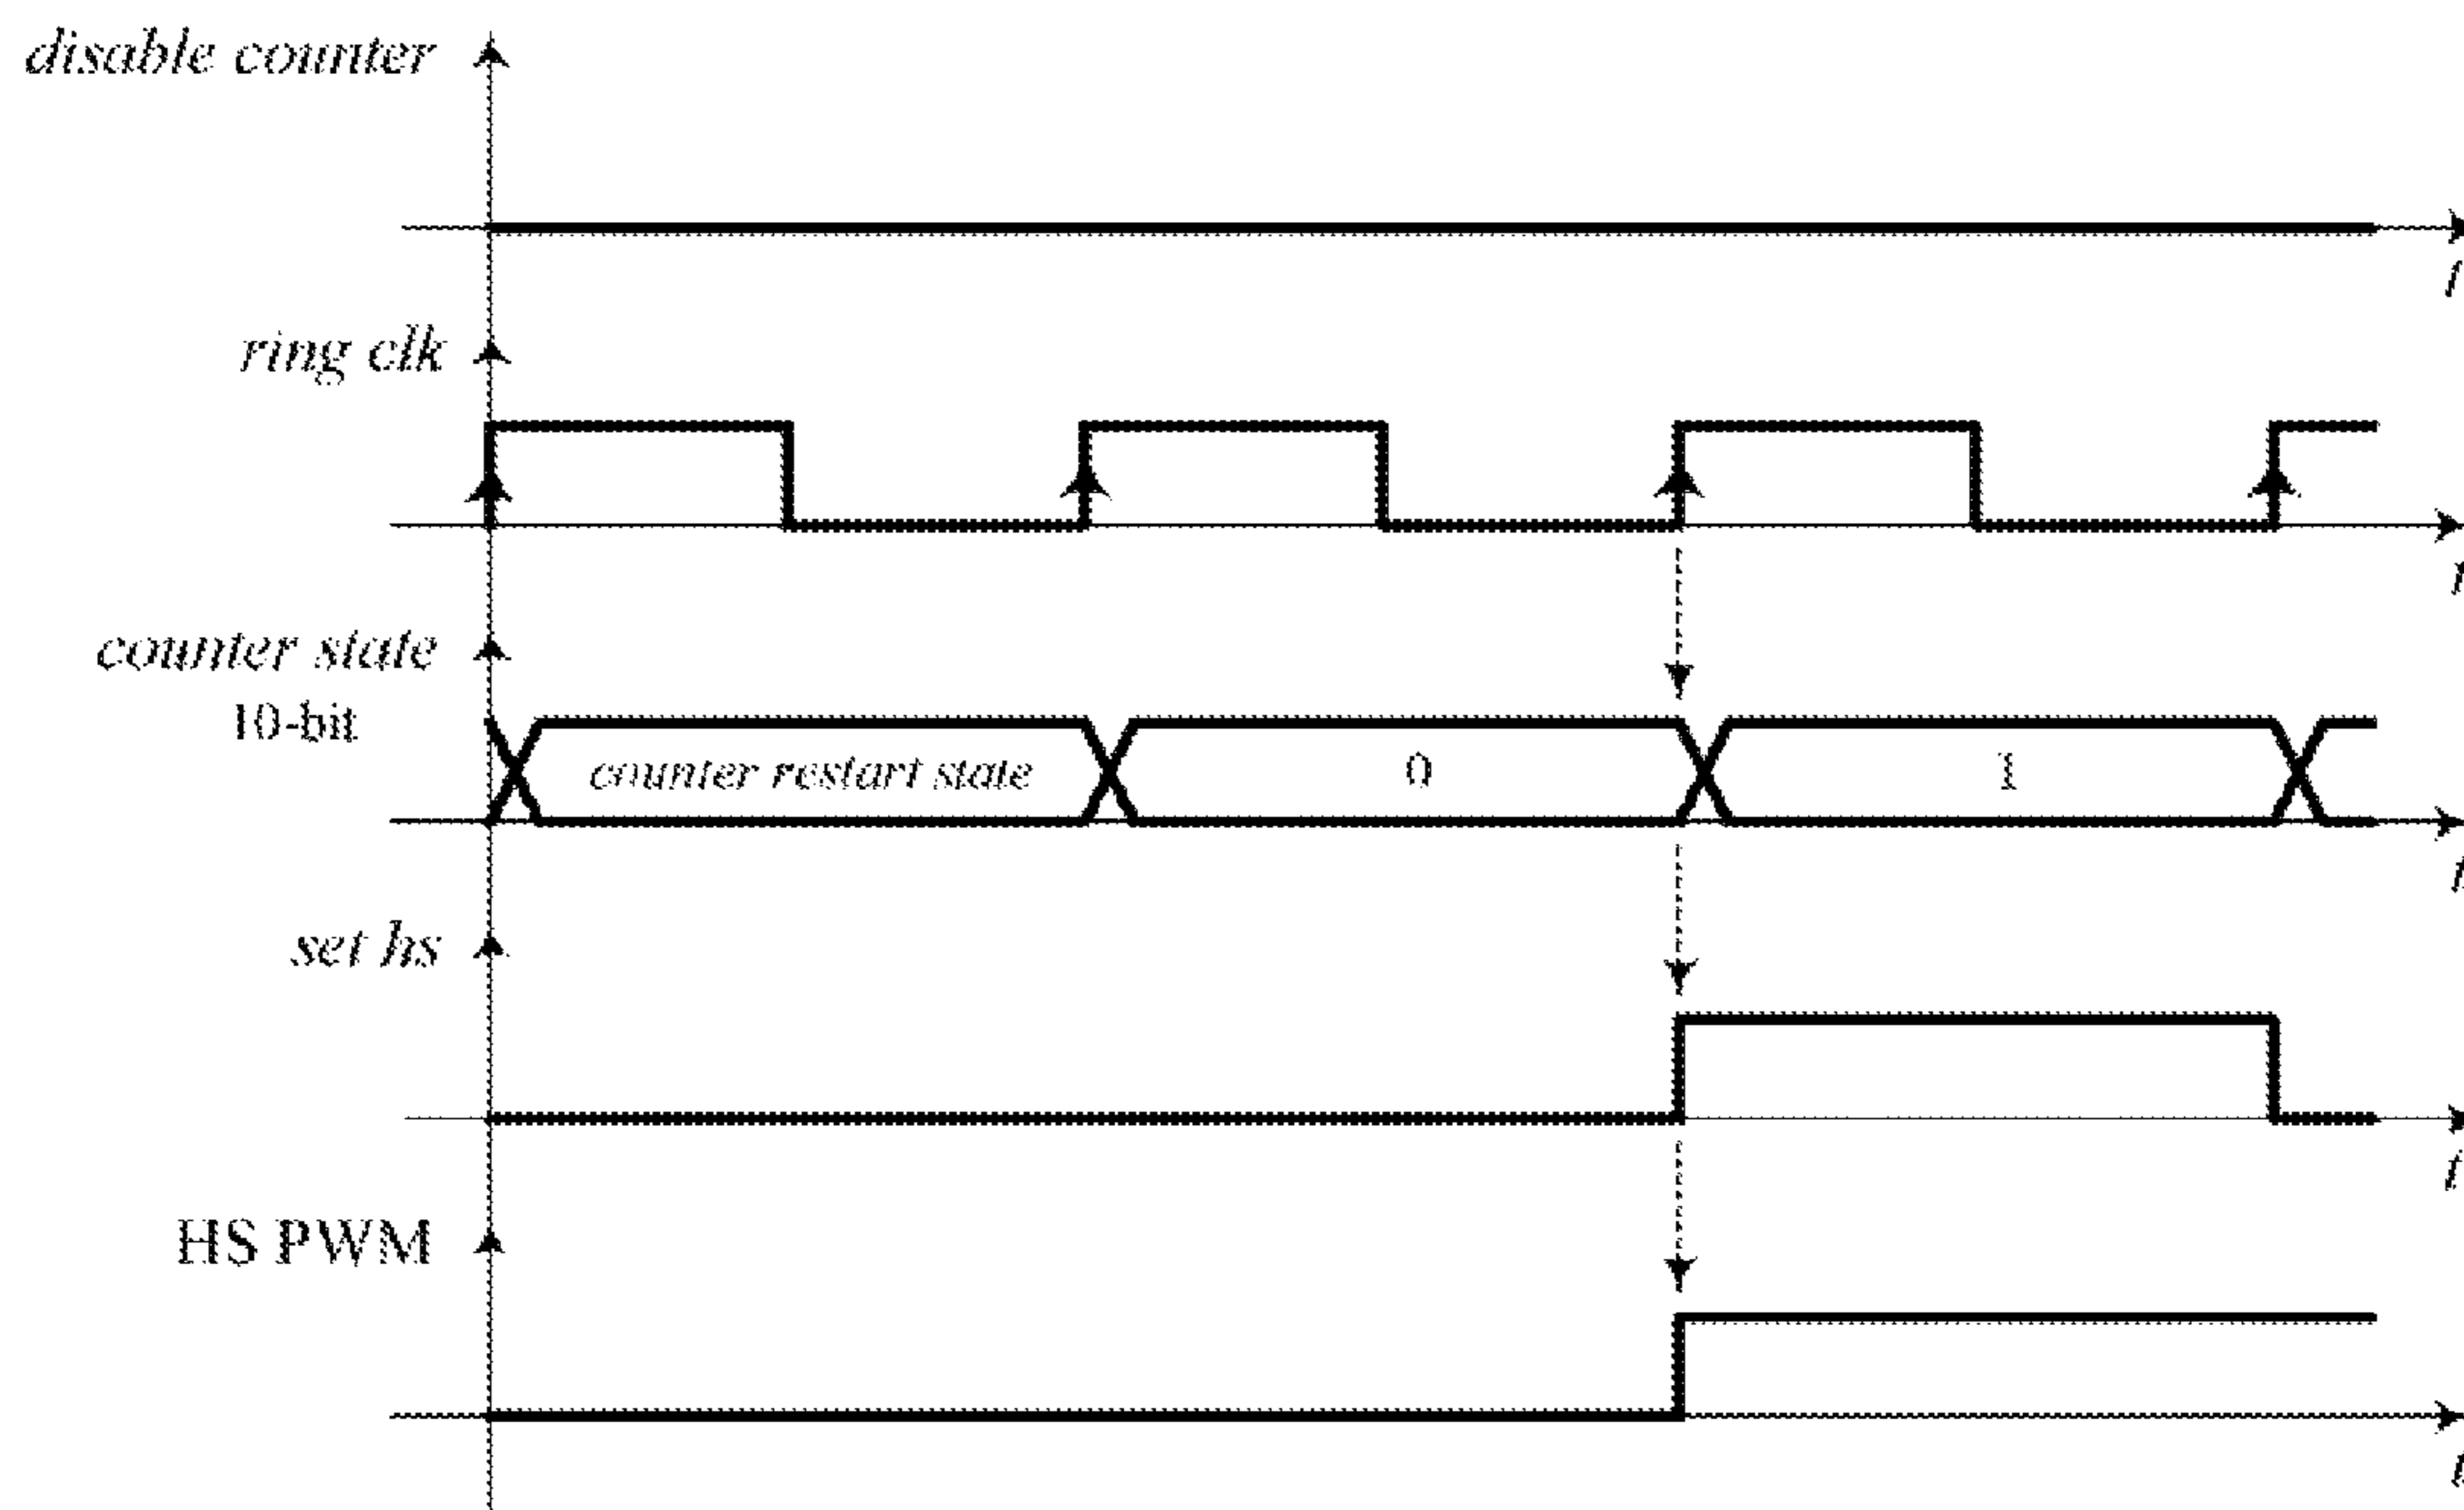 disable counter
t
ring clk
t
counter state
10-bit
counter restart state 0 1
t
set hs
t
HS PWM
t